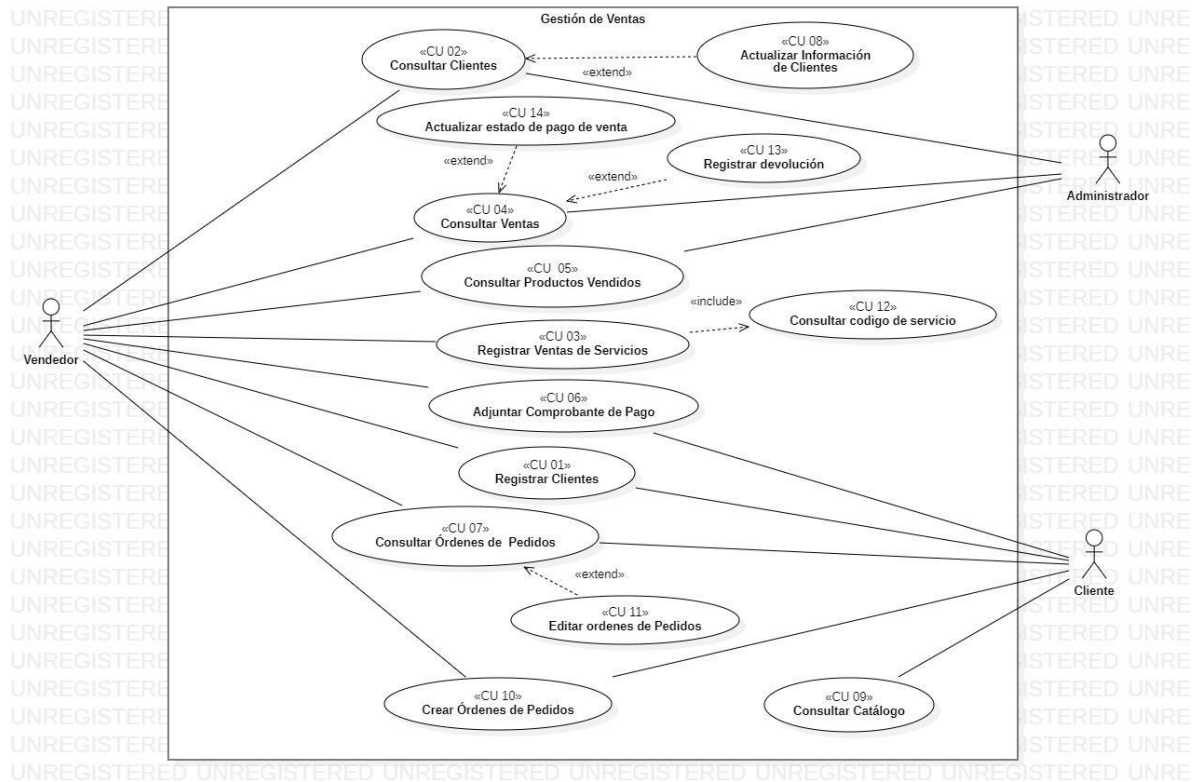 Gestión de Ventas
«CU 02»
Consultar Clientes
«CU 08»
Actualizar Información
de Clientes
«extend»
«CU 14»
Actualizar estado de pago de venta
«extend»
«CU 13»
Registrar devolución
«extend»
Administrador
«CU 04»
Consultar Ventas
«CU 05»
Consultar Productos Vendidos
«include»
«CU 12»
Consultar codigo de servicio
Vendedor
«CU 03»
Registrar Ventas de Servicios
«CU 06»
Adjuntar Comprobante de Pago
«CU 01»
Registrar Clientes
«CU 07»
Consultar Órdenes de Pedidos
«extend»
Cliente
«CU 11»
Editar ordenes de Pedidos
«CU 10»
Crear Órdenes de Pedidos
«CU 09»
Consultar Catálogo
UNREGISTERED UNREGISTERED UNREGISTERED UNREGISTERED UNREGISTERED UNREGISTERED UNRE